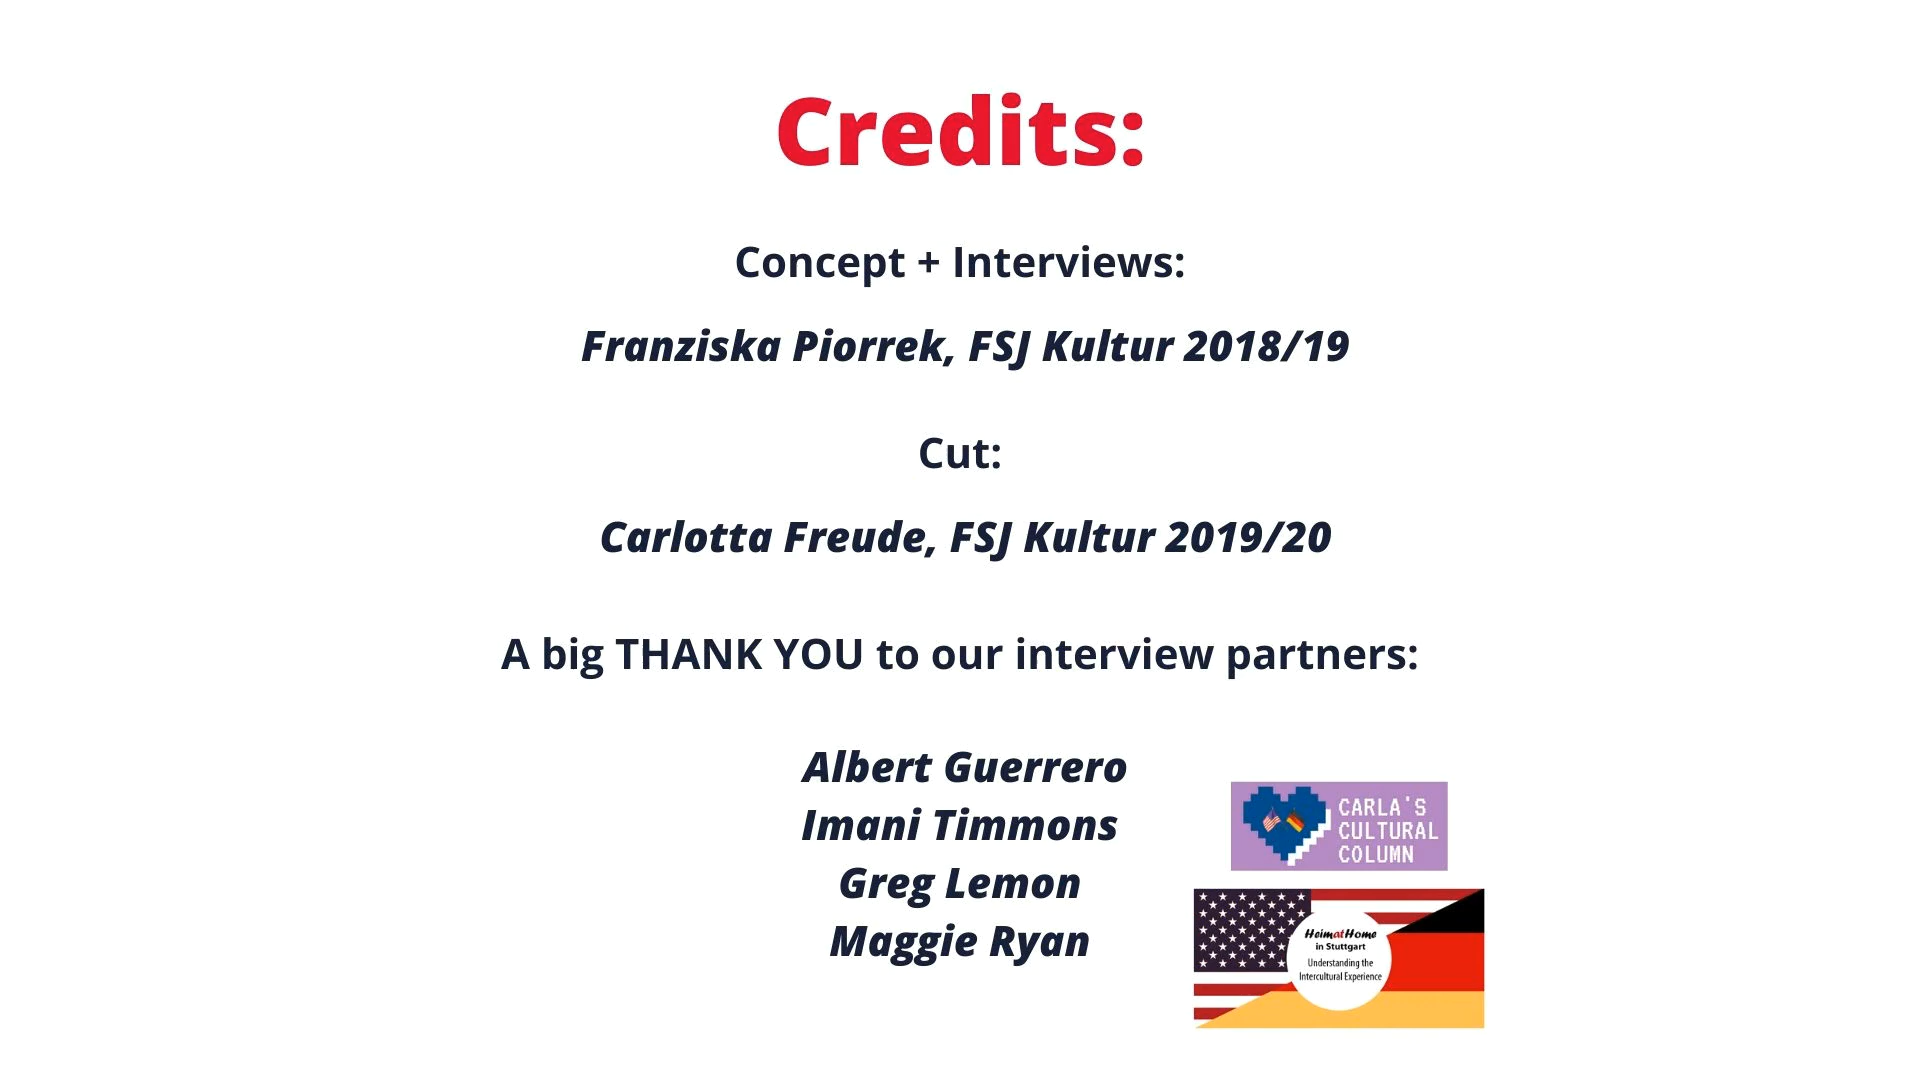 Credits:
Concept + Interviews:
Franziska Piorrek, FSJ Kultur 2018/19
Cut:
Carlotta Freude, FSJ Kultur 2019/20
A big THANK YOU to our interview partners:
Albert Guerrero
Imani Timmons
Greg Lemon
Maggie Ryan
CARLA'S
CULTURAL
COLUMN
HeimatHome
in Stuttgart
Understanding the
Intercultural Experience